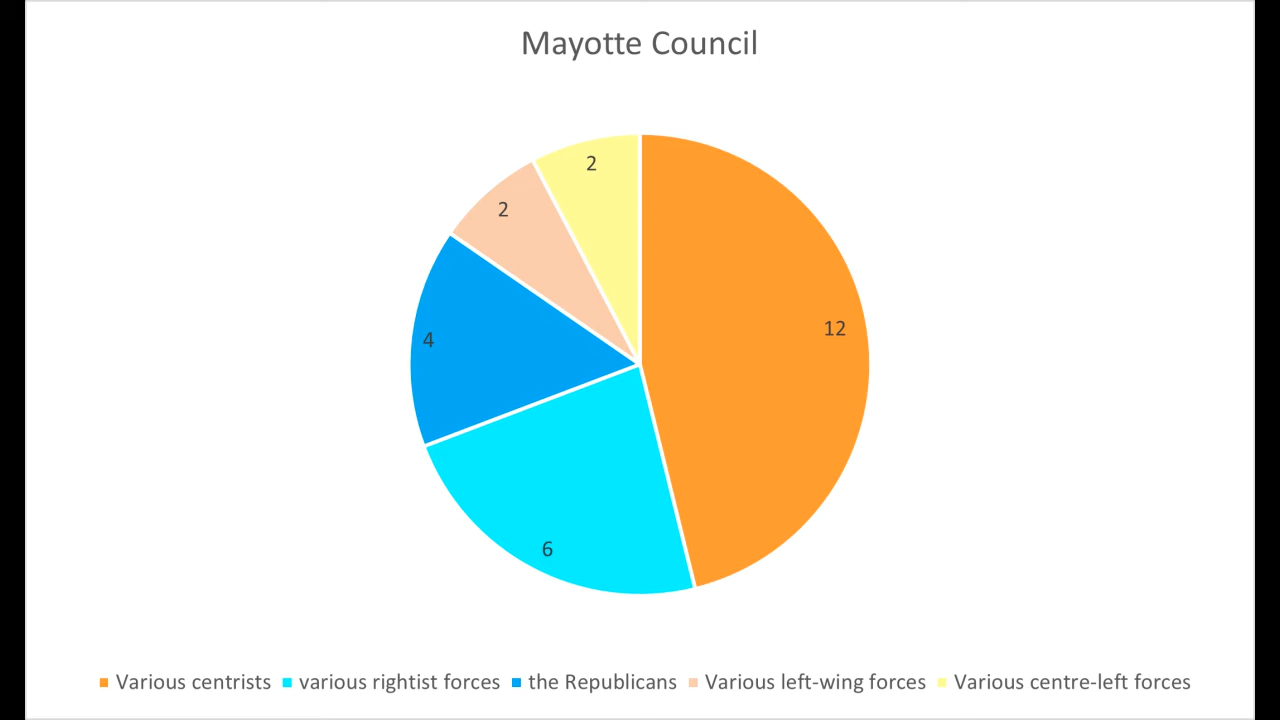 Mayotte Council
2
2
12
4
6
Various centrists various rightist forces the Republicans Various left-wing forces Various centre-left forces